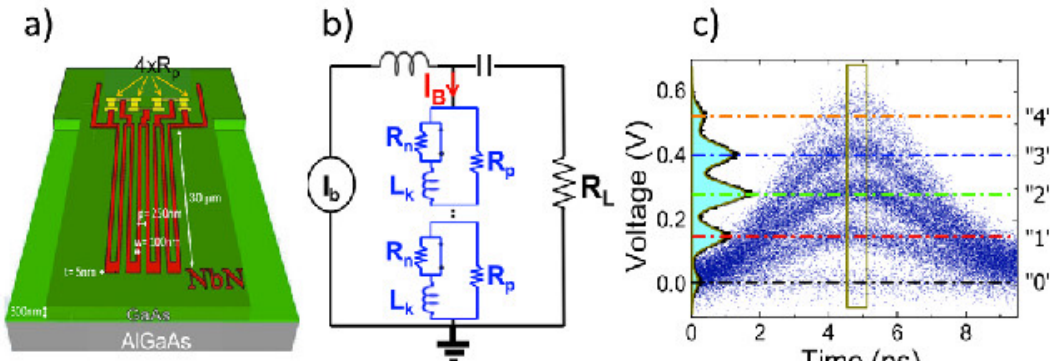 a)
4xRp
30 μm
p= 250nm
w= 100nm
t= 5nm
NbN
300nm
GaAs
AlGaAs
b)
IB
Rn
Rp
Lk
Ib
RL
:
Rn
Rp
Lk
c)
Voltage (V)
0.6
0.4
0.2
0.0
"4"
"3"
"2"
"1"
"0"
0 2 4 6 8
Time (ns)